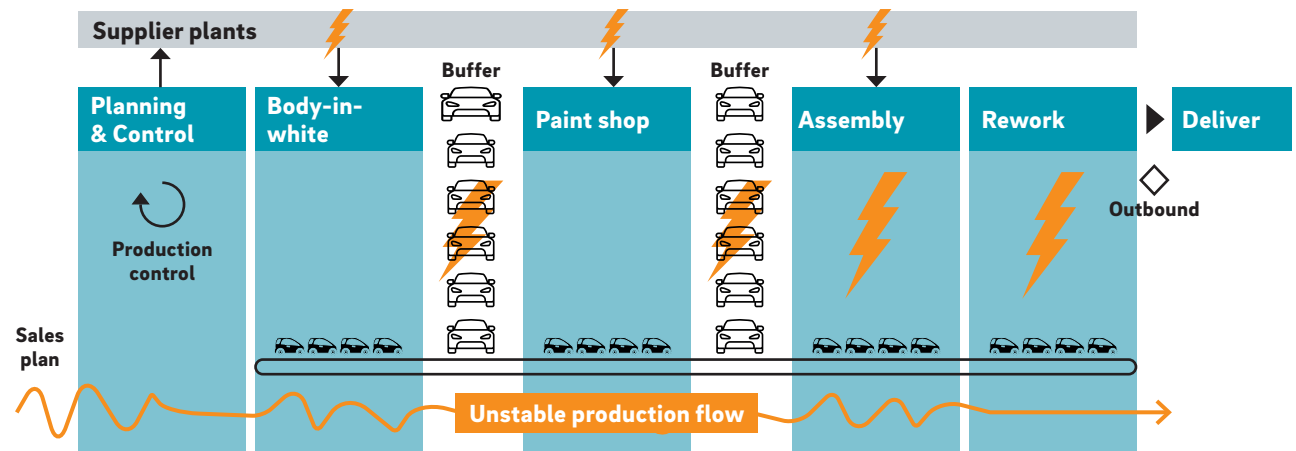 Supplier plants
Buffer
Buffer
Planning
& Control
Body-in-
white
Paint shop
Assembly
Rework
Deliver
Outbound
Production
control
Sales
plan
Unstable production flow